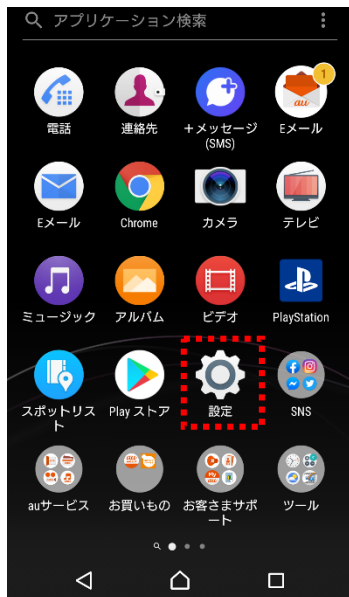 アプリケーション検索
1
au
電話
連絡先
+メッセージ
(SMS)
Eメール
Eメール
Chrome
カメラ
テレビ
ミュージック
アルバム
ビデオ
PlayStation
スポットリス
ト
Play ストア
設定
SNS
auサービス
お買いもの
お客さまサポ
ート
ツール